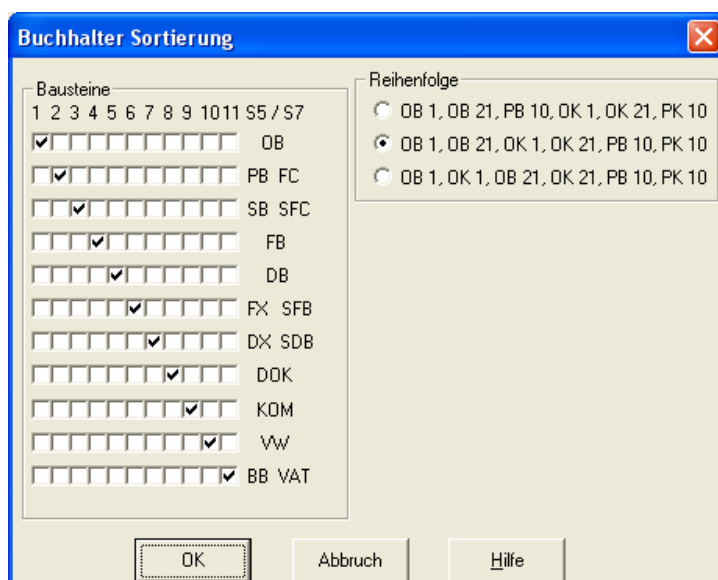 Buchhalter Sortierung
Bausteine
1 2 3 4 5 6 7 8 9 1011 S5 / S7
OB
PB FC
SB SFC
FB
DB
FX SFB
DX SDB
DOK
KOM
VW
BB VAT
Reihenfolge
OB 1, OB 21, PB 10, OK 1, OK 21, PK 10
OB 1, OB 21, OK 1, OK 21, PB 10, PK 10
OB 1, OK 1, OB 21, OK 21, PB 10, PK 10
OK
Abbruch
Hilfe